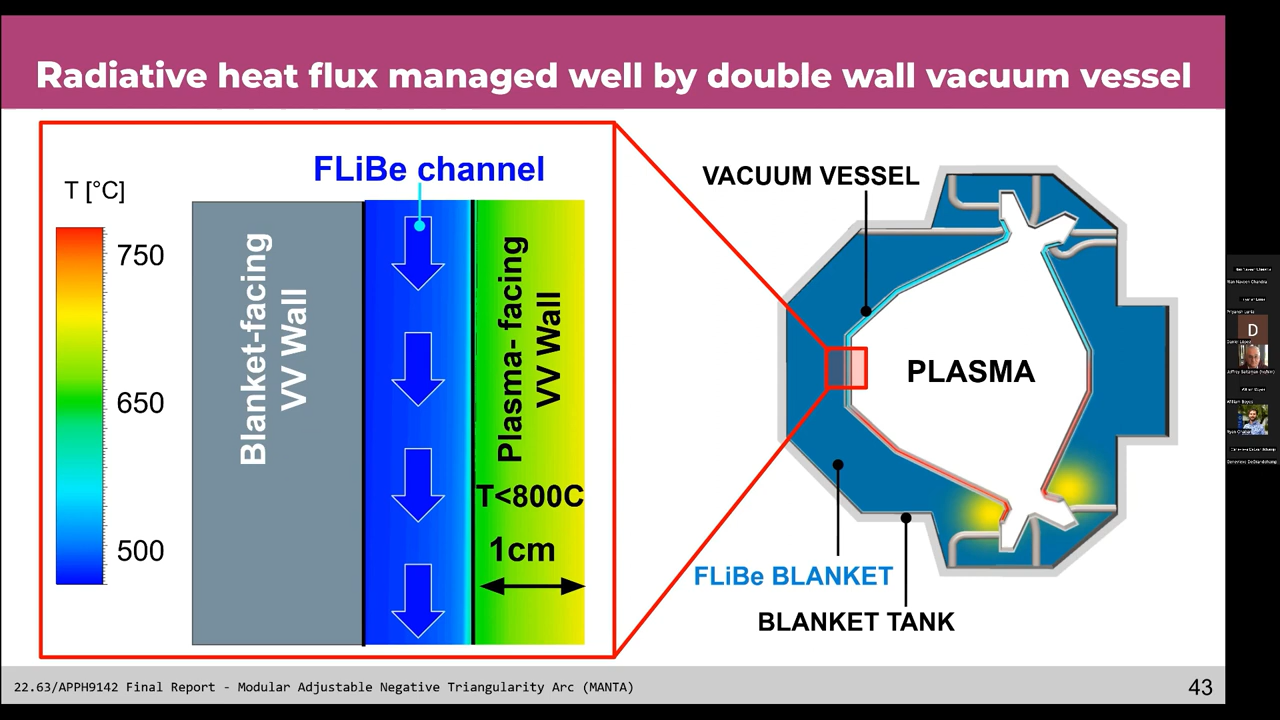 Radiative heat flux managed well by double wall vacuum vessel
FLiBe channel
T [°C]
750
650
500
Blanket-facing
VV Wall
Plasma- facing
VV Wall
T<800C
1cm
VACUUM VESSEL
PLASMA
FLiBe BLANKET
BLANKET TANK
D
22.63/APPH9142 Final Report - Modular Adjustable Negative Triangularity Arc (MANTA)
43